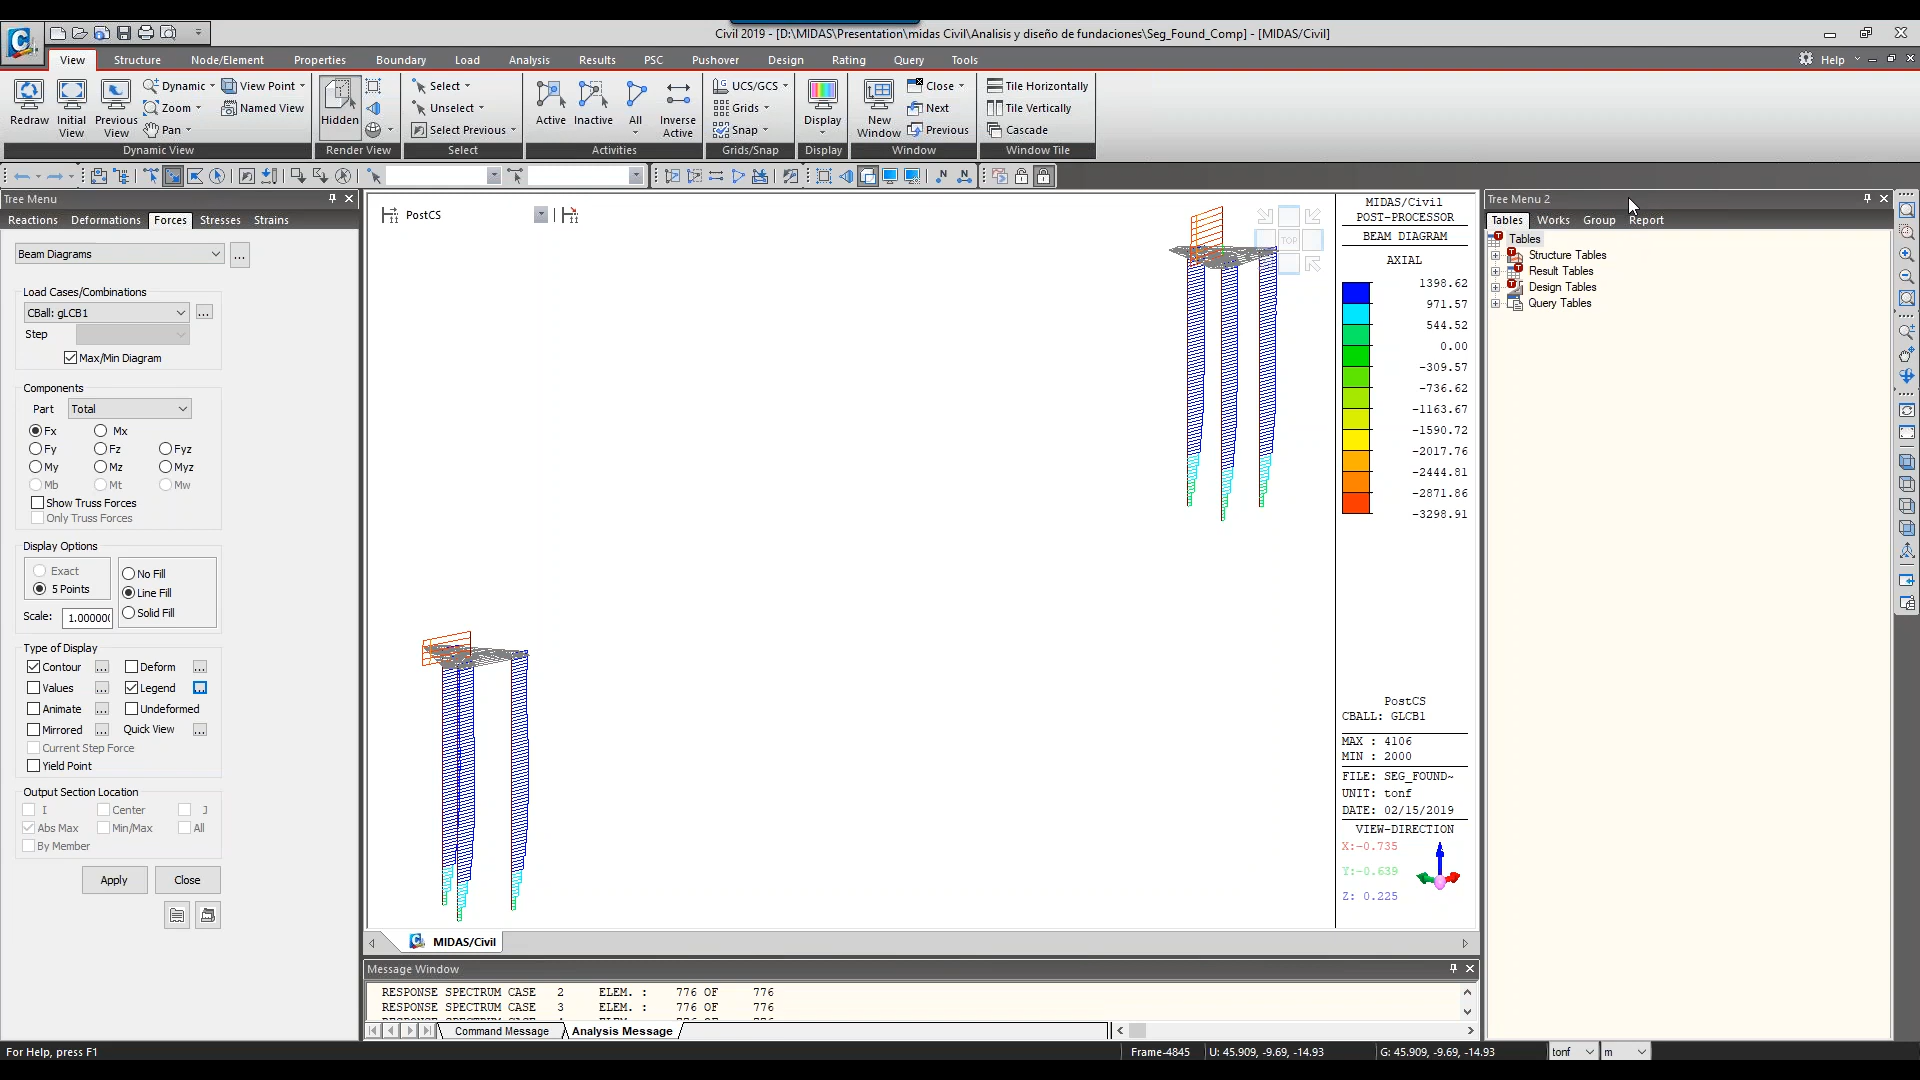 Civil 2019 - [D:\MIDAS\Presentation\midas Civil\Analisis y diseño de fundaciones\Seg_Found_Comp] - [MIDAS/Civil]
View Structure Node/Element Properties Boundary Load Analysis Results PSC Pushover Design Rating Query Tools Help
Redraw
Initial View
Previous View
Dynamic
Zoom
Pan
View Point
Named View
Dynamic View
Hidden
Render View
Select
Unselect
Select Previous
Select
Active
Inactive
All
Inverse Active
Activities
UCS/GCS
Grids
Snap
Grids/Snap
Display
Display
New Window
Close
Next
Previous
Window
Tile Horizontally
Tile Vertically
Cascade
Window Tile
Tree Menu
Reactions Deformations Forces Stresses Strains
Beam Diagrams ...
Load Cases/Combinations
CBall: gLCB1 ...
Step
Max/Min Diagram
Components
Part Total
Fx Mx
Fy Fz Fyz
My Mz Myz
Mb Mt Mw
Show Truss Forces
Only Truss Forces
Display Options
Exact
5 Points
No Fill
Line Fill
Solid Fill
Scale: 1.00000
Type of Display
Contour ... Deform ...
Values ... Legend ...
Animate ... Undeformed
Mirrored ... Quick View ...
Current Step Force
Yield Point
Output Section Location
I Center J
Abs Max Min/Max All
By Member
Apply Close
PostCS
TOP
MIDAS/Civil
POST-PROCESSOR
BEAM DIAGRAM
AXIAL
1398.62
971.57
544.52
0.00
-309.57
-736.62
-1163.67
-1590.72
-2017.76
-2444.81
-2871.86
-3298.91
PostCS
CBALL: GLCB1
MAX : 4106
MIN : 2000
FILE: SEG_FOUND~
UNIT: tonf
DATE: 02/15/2019
VIEW-DIRECTION
X:-0.735
Y:-0.639
Z: 0.225
MIDAS/Civil
Message Window
RESPONSE SPECTRUM CASE 2 ELEM. : 776 OF 776
RESPONSE SPECTRUM CASE 3 ELEM. : 776 OF 776
Command Message Analysis Message
Tree Menu 2
Tables Works Group Report
Tables
Structure Tables
Result Tables
Design Tables
Query Tables
For Help, press F1
Frame-4845 U: 45.909, -9.69, -14.93 G: 45.909, -9.69, -14.93 tonf m